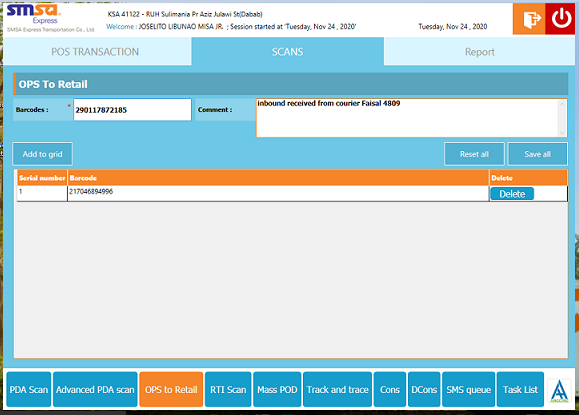 smsa
Express
SMSA Express Transportation Co., Ltd.
KSA 41122 - RUH Sulimania Pr Aziz Julawi St(Dabab)
Welcome : JOSELITO LIBUNAO MISA JR. ; Session started at 'Tuesday, Nov 24 , 2020'
Tuesday, Nov 24 , 2020
POS TRANSACTION
SCANS
Report
OPS To Retail
Barcodes : * 290117872185
Comment : inbound received from courier Faisal 4809
Add to grid
Reset all
Save all
Serial number Barcode Delete
1 217046894996 Delete
PDA Scan
Advanced PDA scan
OPS to Retail
RTI Scan
Mass POD
Track and trace
Cons
DCons
SMS queue
Task List